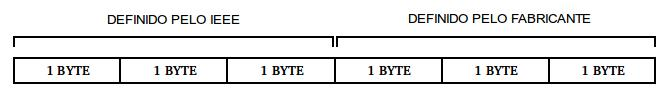 DEFINIDO PELO IEEE DEFINIDO PELO FABRICANTE
1 BYTE 1 BYTE 1 BYTE 1 BYTE 1 BYTE 1 BYTE